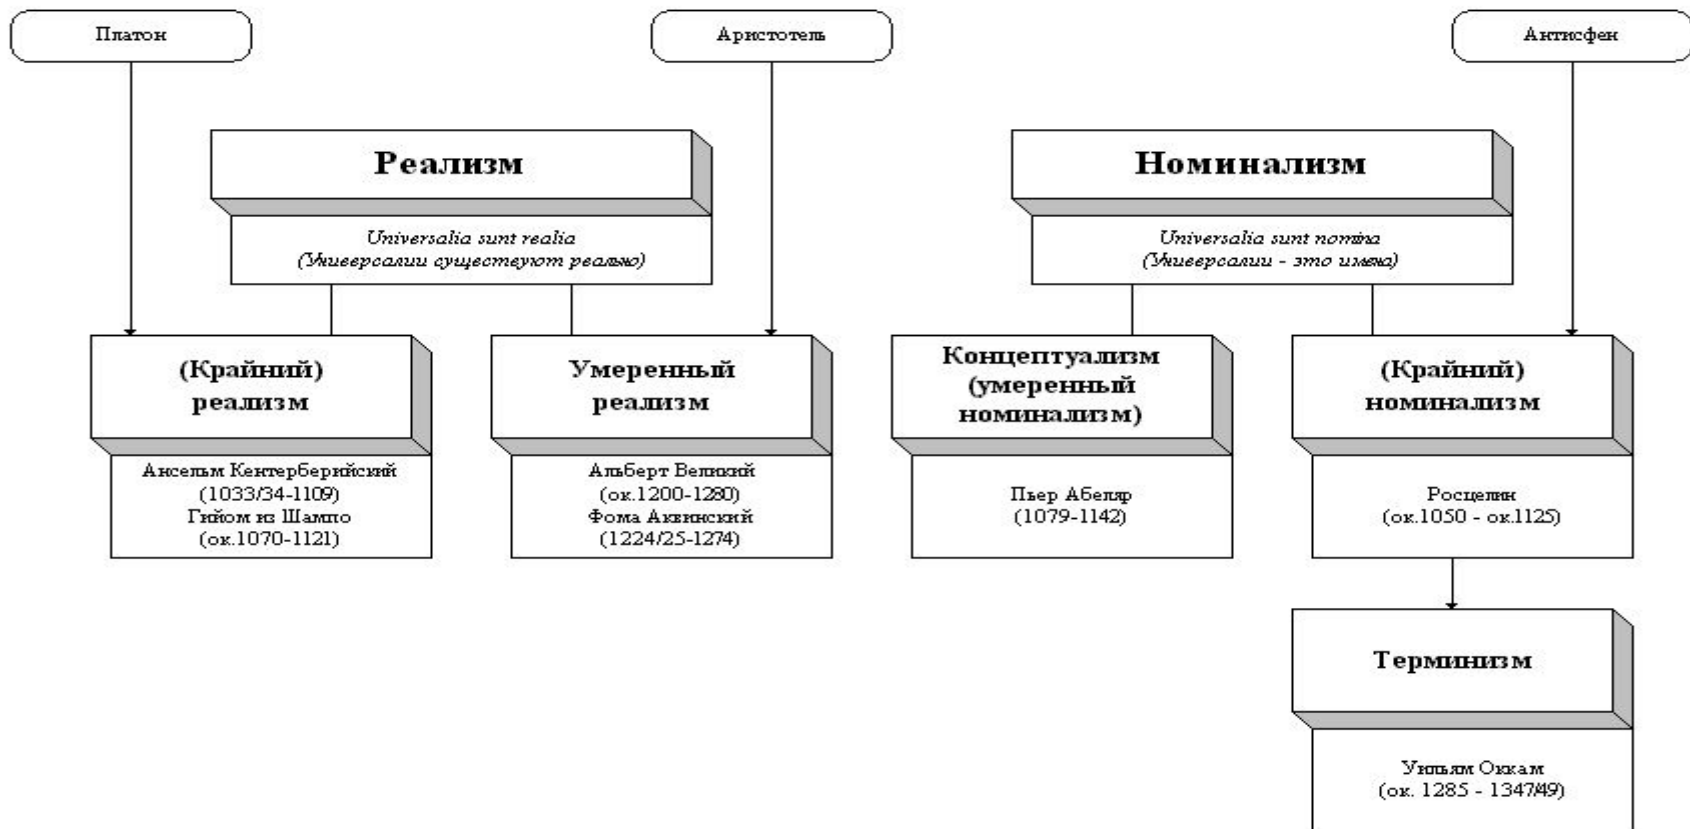 Платон
Аристотель
Антисфен
Реализм
Universalia sunt realia
(Универсалии существуют реально)
Номинализм
Universalia sunt nomina
(Универсалии - это имена)
(Крайний)
реализм
Ансельм Кентерберийский
(1033/34-1109)
Гийом из Шампо
(ок.1070-1121)
Умеренный
реализм
Альберт Великий
(ок.1200-1280)
Фома Аквинский
(1224/25-1274)
Концептуализм
(умеренный
номинализм)
Пьер Абеляр
(1079-1142)
(Крайний)
номинализм
Росцелин
(ок.1050 - ок.1125)
Терминизм
Уильям Оккам
(ок. 1285 - 1347/49)